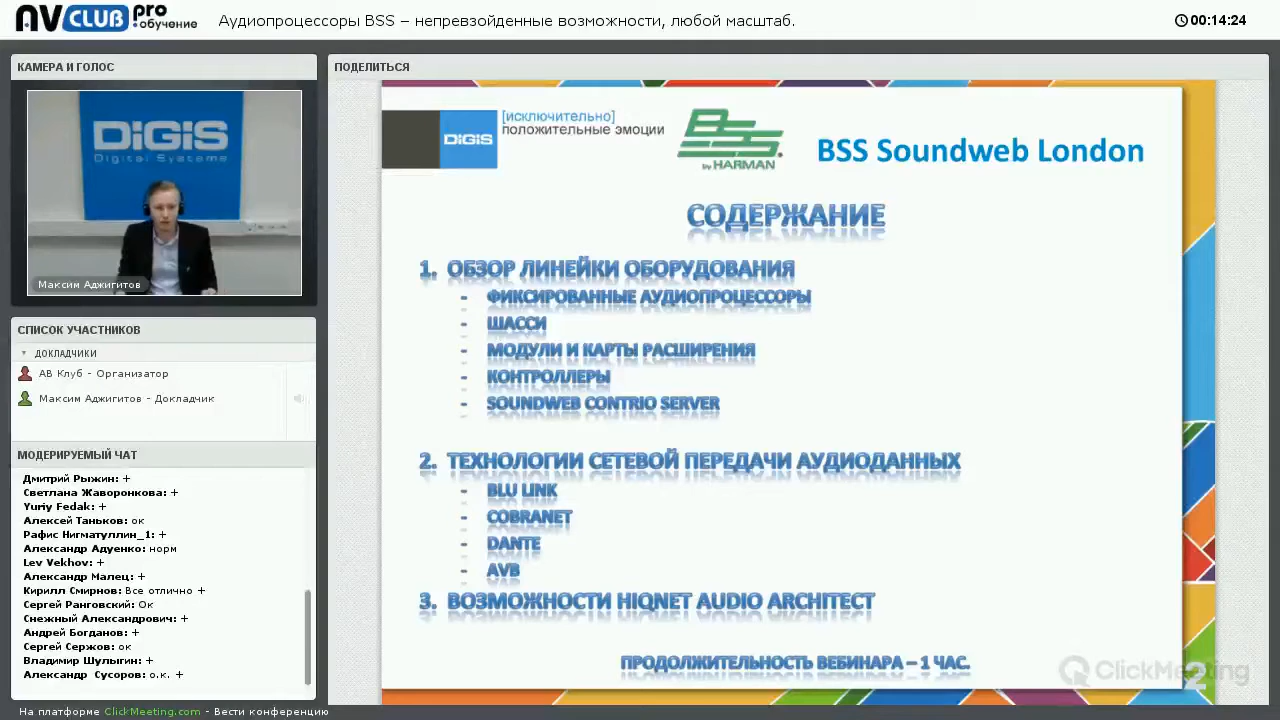 AV CLUB .pro обучение
Аудиопроцессоры BSS – непревзойденные возможности, любой масштаб.
00:14:24
КАМЕРА И ГОЛОС
DiGiS
Digital Systems
Максим Аджигитов
СПИСОК УЧАСТНИКОВ
ДОКЛАДЧИКИ
АВ Клуб - Организатор
Максим Аджигитов - Докладчик
МОДЕРИРУЕМЫЙ ЧАТ
Дмитрий Рыжин: +
Светлана Жаворонкова: +
Yuriy Fedak: +
Алексей Таньков: ок
Рафис Нигматуллин_1: +
Александр Адуенко: норм
Lev Vekhov: +
Александр Малец: +
Кирилл Смирнов: Все отлично +
Сергей Ранговский: Ок
Снежный Александрович: +
Андрей Богданов: +
Сергей Сержов: ок
Владимир Шулыгин: +
Александр Сусоров: о.к. +
ПОДЕЛИТЬСЯ
DiGiS
[исключительно]
положительные эмоции
BSS
by HARMAN
BSS Soundweb London
СОДЕРЖАНИЕ
1. ОБЗОР ЛИНЕЙКИ ОБОРУДОВАНИЯ
- ФИКСИРОВАННЫЕ АУДИОПРОЦЕССОРЫ
- ШАССИ
- МОДУЛИ И КАРТЫ РАСШИРЕНИЯ
- КОНТРОЛЛЕРЫ
- SOUNDWEB CONTRIO SERVER
2. ТЕХНОЛОГИИ СЕТЕВОЙ ПЕРЕДАЧИ АУДИОДАННЫХ
- BLU LINK
- COBRANET
- DANTE
- AVB
3. ВОЗМОЖНОСТИ HIQNET AUDIO ARCHITECT
ПРОДОЛЖИТЕЛЬНОСТЬ ВЕБИНАРА – 1 ЧАС.
2
ClickMeeting
На платформе ClickMeeting.com - Вести конференцию